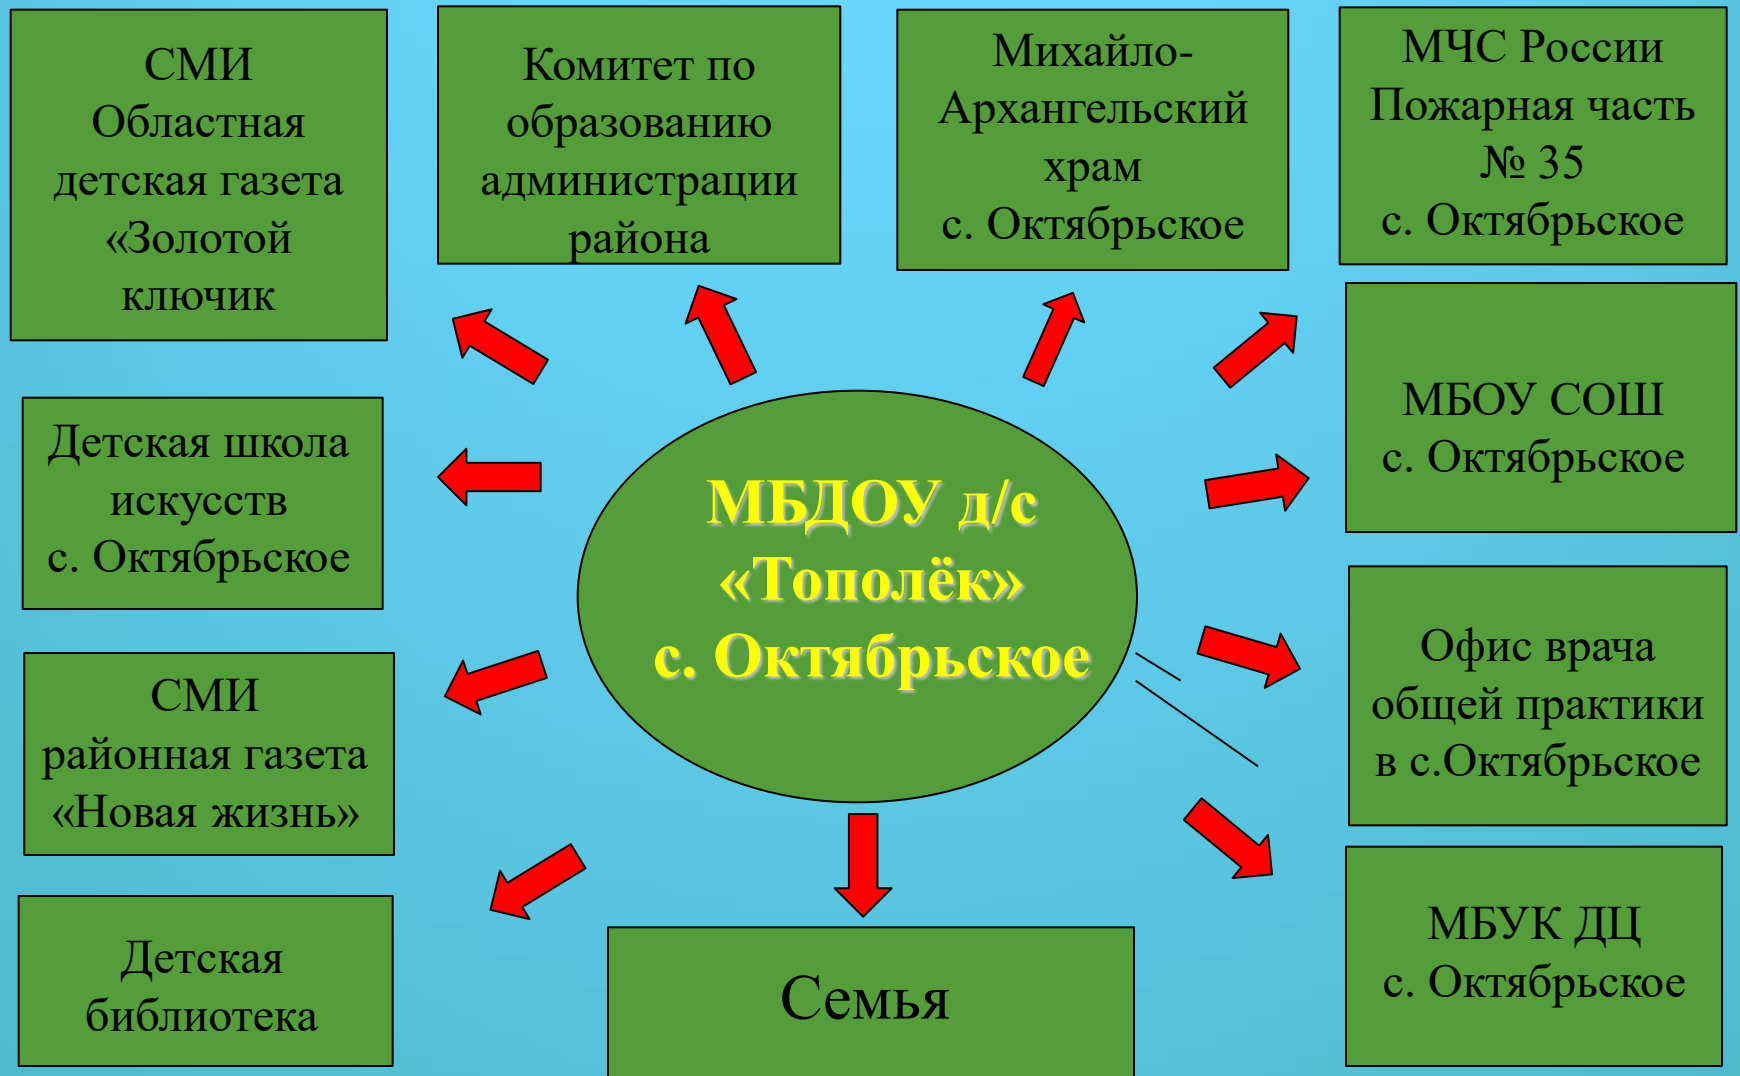 СМИ
Областная
детская газета
«Золотой
ключик
Комитет по
образованию
администрации
района
Михайло-
Архангельский
храм
с. Октябрьское
МЧС России
Пожарная часть
№ 35
с. Октябрьское
Детская школа
искусств
с. Октябрьское
МБДОУ д/с
«Тополёк»
с. Октябрьское
МБОУ СОШ
с. Октябрьское
СМИ
районная газета
«Новая жизнь»
Офис врача
общей практики
в с.Октябрьское
Детская
библиотека
Семья
МБУК ДЦ
с. Октябрьское